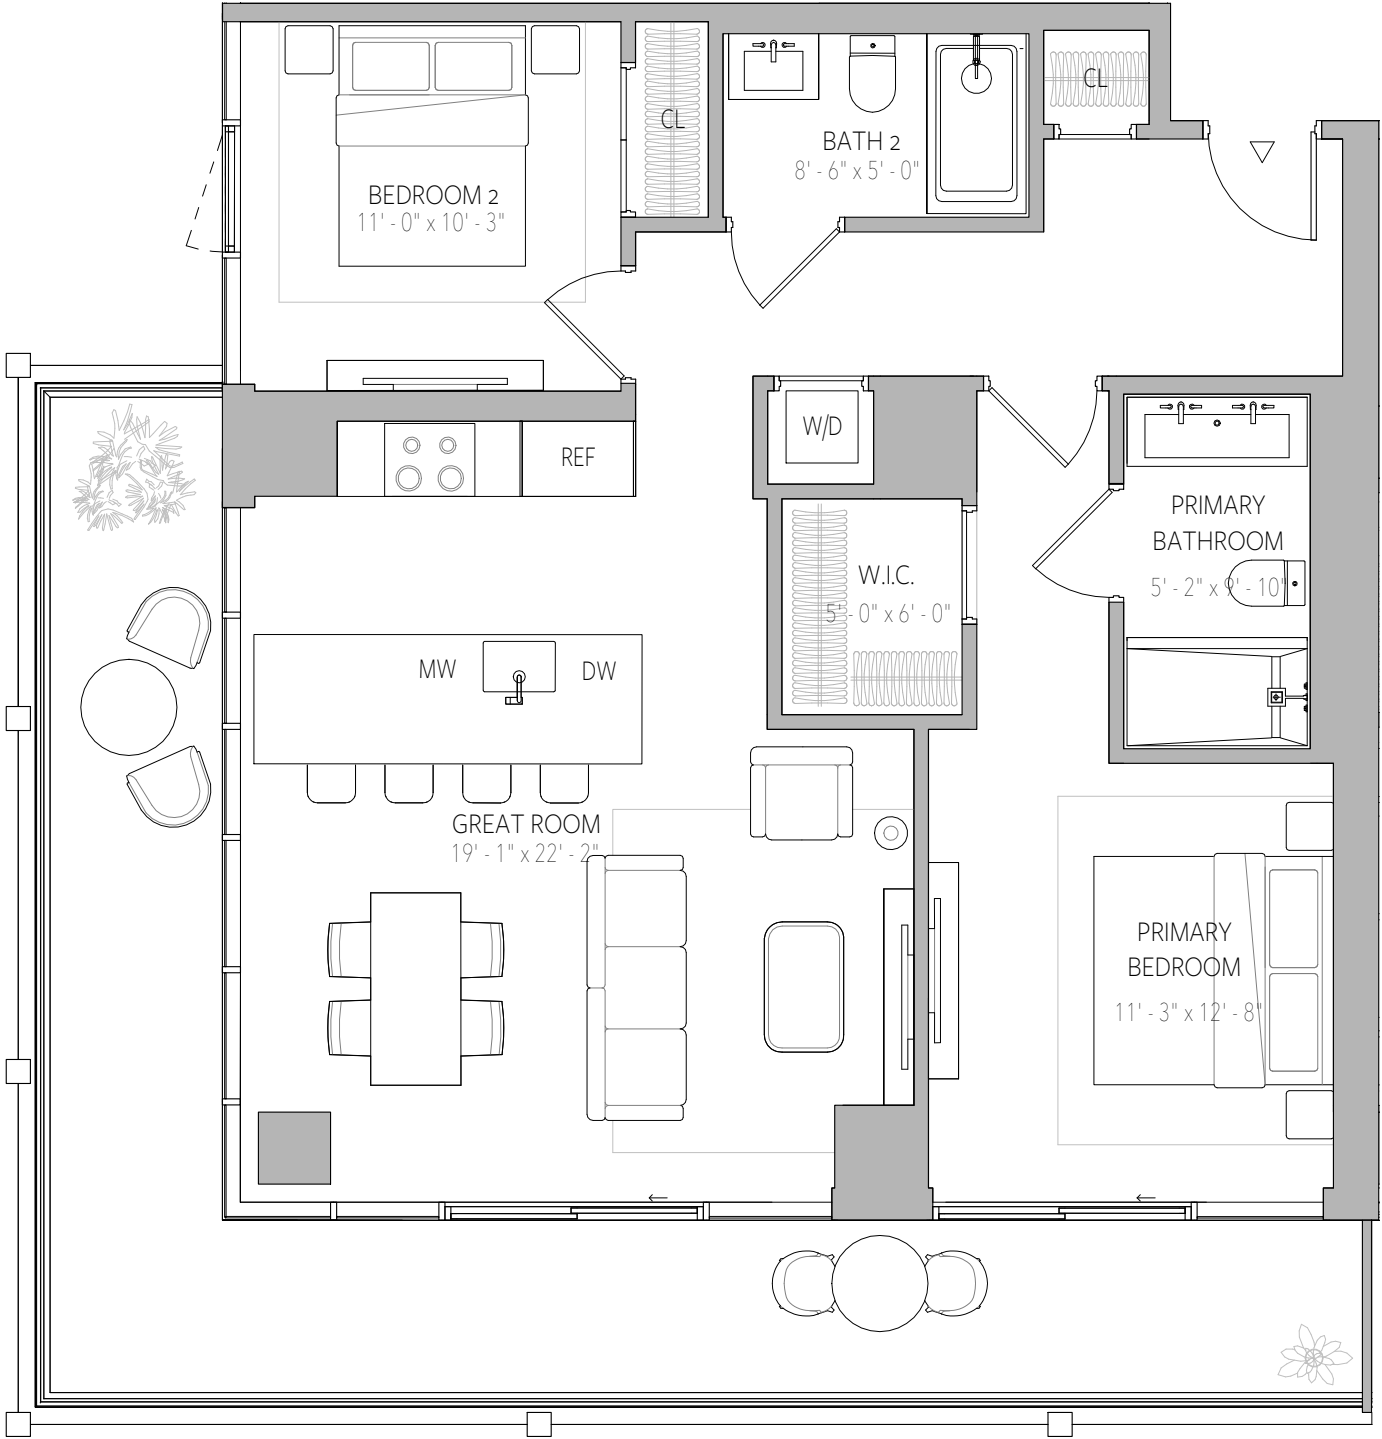 CL
CL
BATH 2
8' - 6" x 5' - 0"
BEDROOM 2
11' - 0" x 10' - 3"
W/D
REF
PRIMARY
BATHROOM
5' - 2" x 9' - 10"
W.I.C.
5' - 0" x 6' - 0"
MW
DW
GREAT ROOM
19' - 1" x 22' - 2"
PRIMARY
BEDROOM
11' - 3" x 12' - 8"